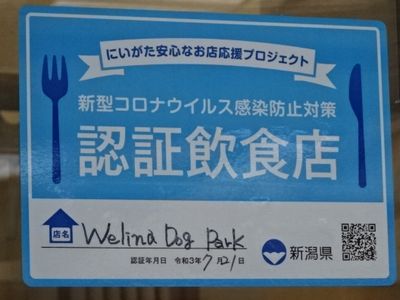 にいがた安心なお店応援プロジェクト
新型コロナウイルス感染防止対策
認証飲食店
店名 Welina Dog Park
認証年月日 令和3年7月21日
新潟県